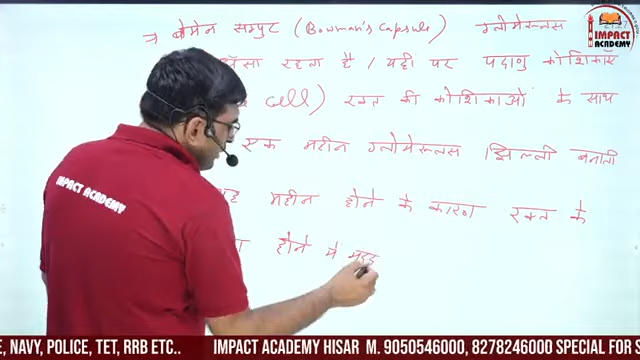 → बोमेन सम्पुट (Bowman's Capsule) ग्लोमेरूलस
IMPACT
ACADEMY
रहता है / यही पर पदाणु कोशिकाएँ
cell) रक्त की कोशिकाओं के साथ
एक महीन ग्लोमेरूलस झिल्ली बनाती
महीन होने के कारण रक्त के
होने मे मदद
IMPACT ACADEMY
E, NAVY, POLICE, TET, RRB ETC.. IMPACT ACADEMY HISAR M. 9050546000, 8278246000 SPECIAL FOR S